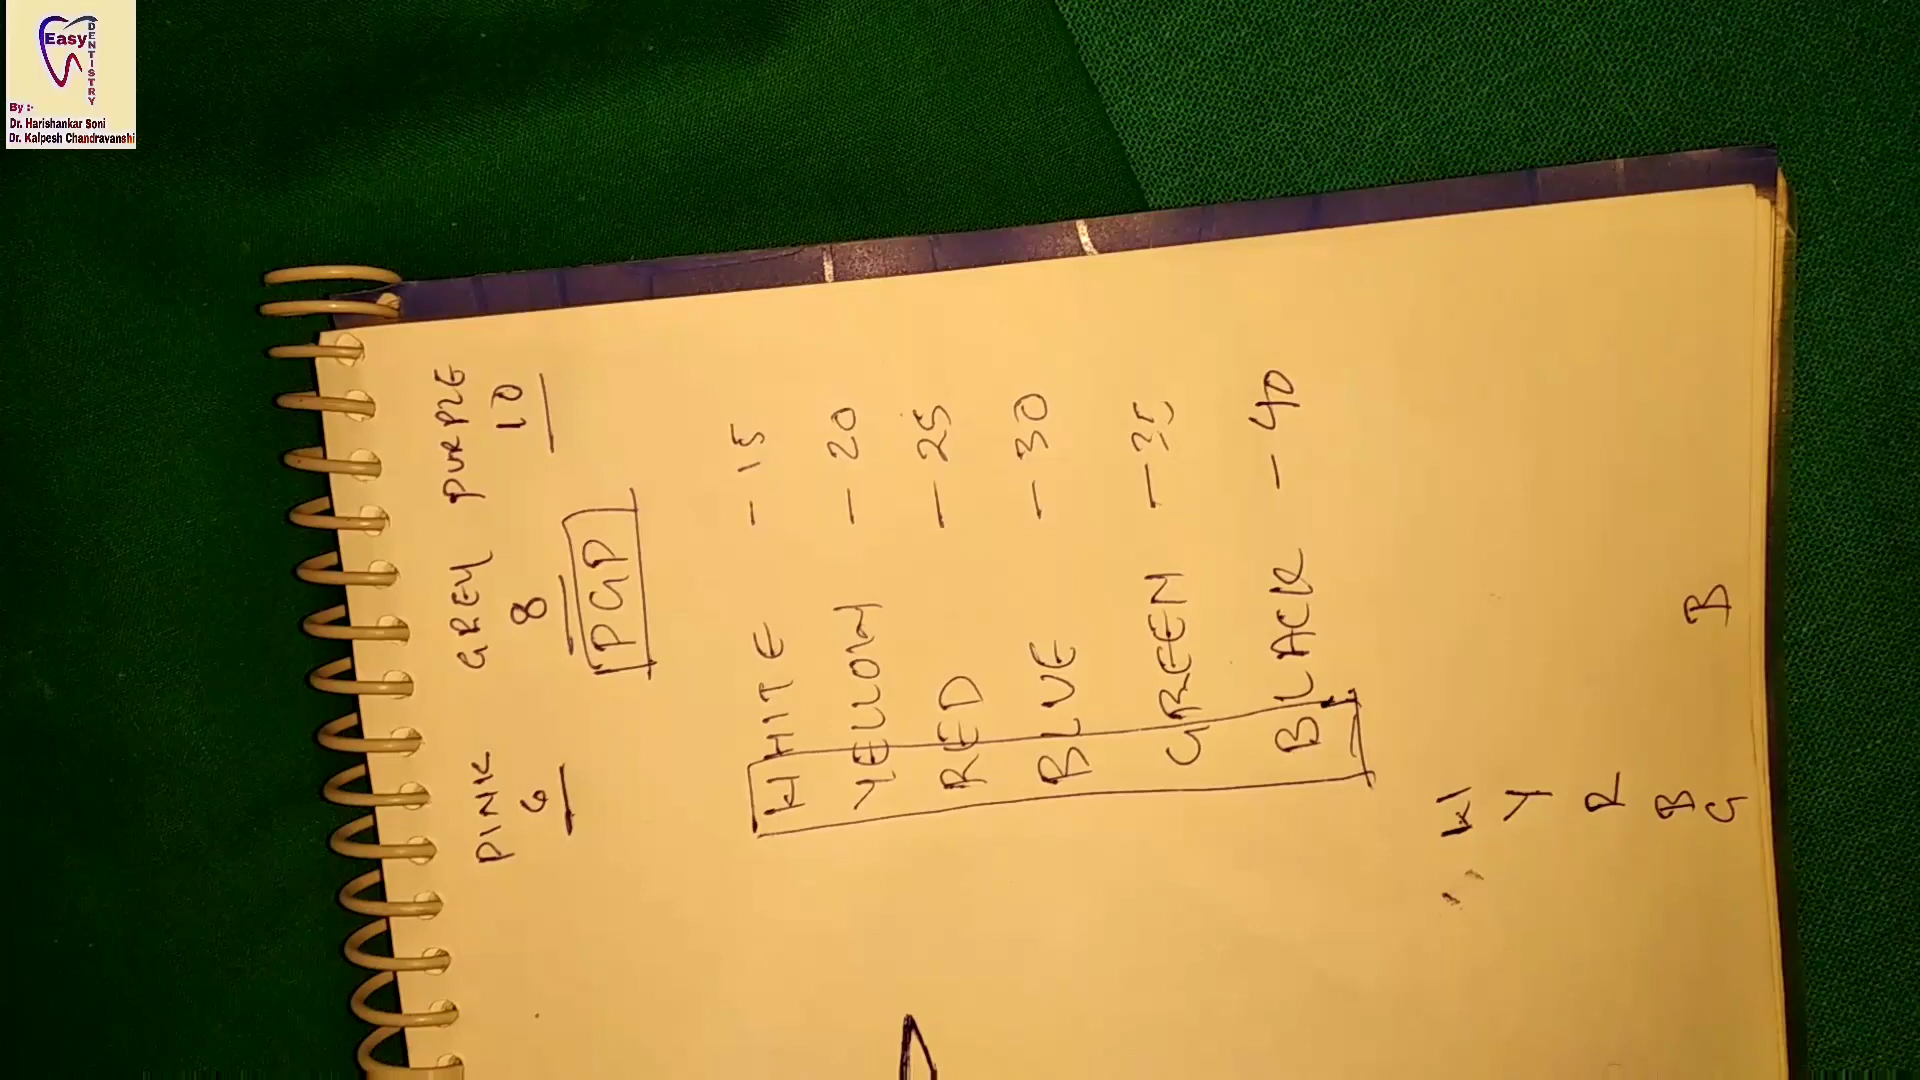 Easy
DENTISTRY
By :-
Dr. Harishankar Soni
Dr. Kalpesh Chandravanshi
PINK GREY PURPLE
6 8 10
PGP
WHITE - 15
YELLOW - 20
RED - 25
BLUE - 30
GREEN - 35
BLACK - 40
W
Y
R
B B
G